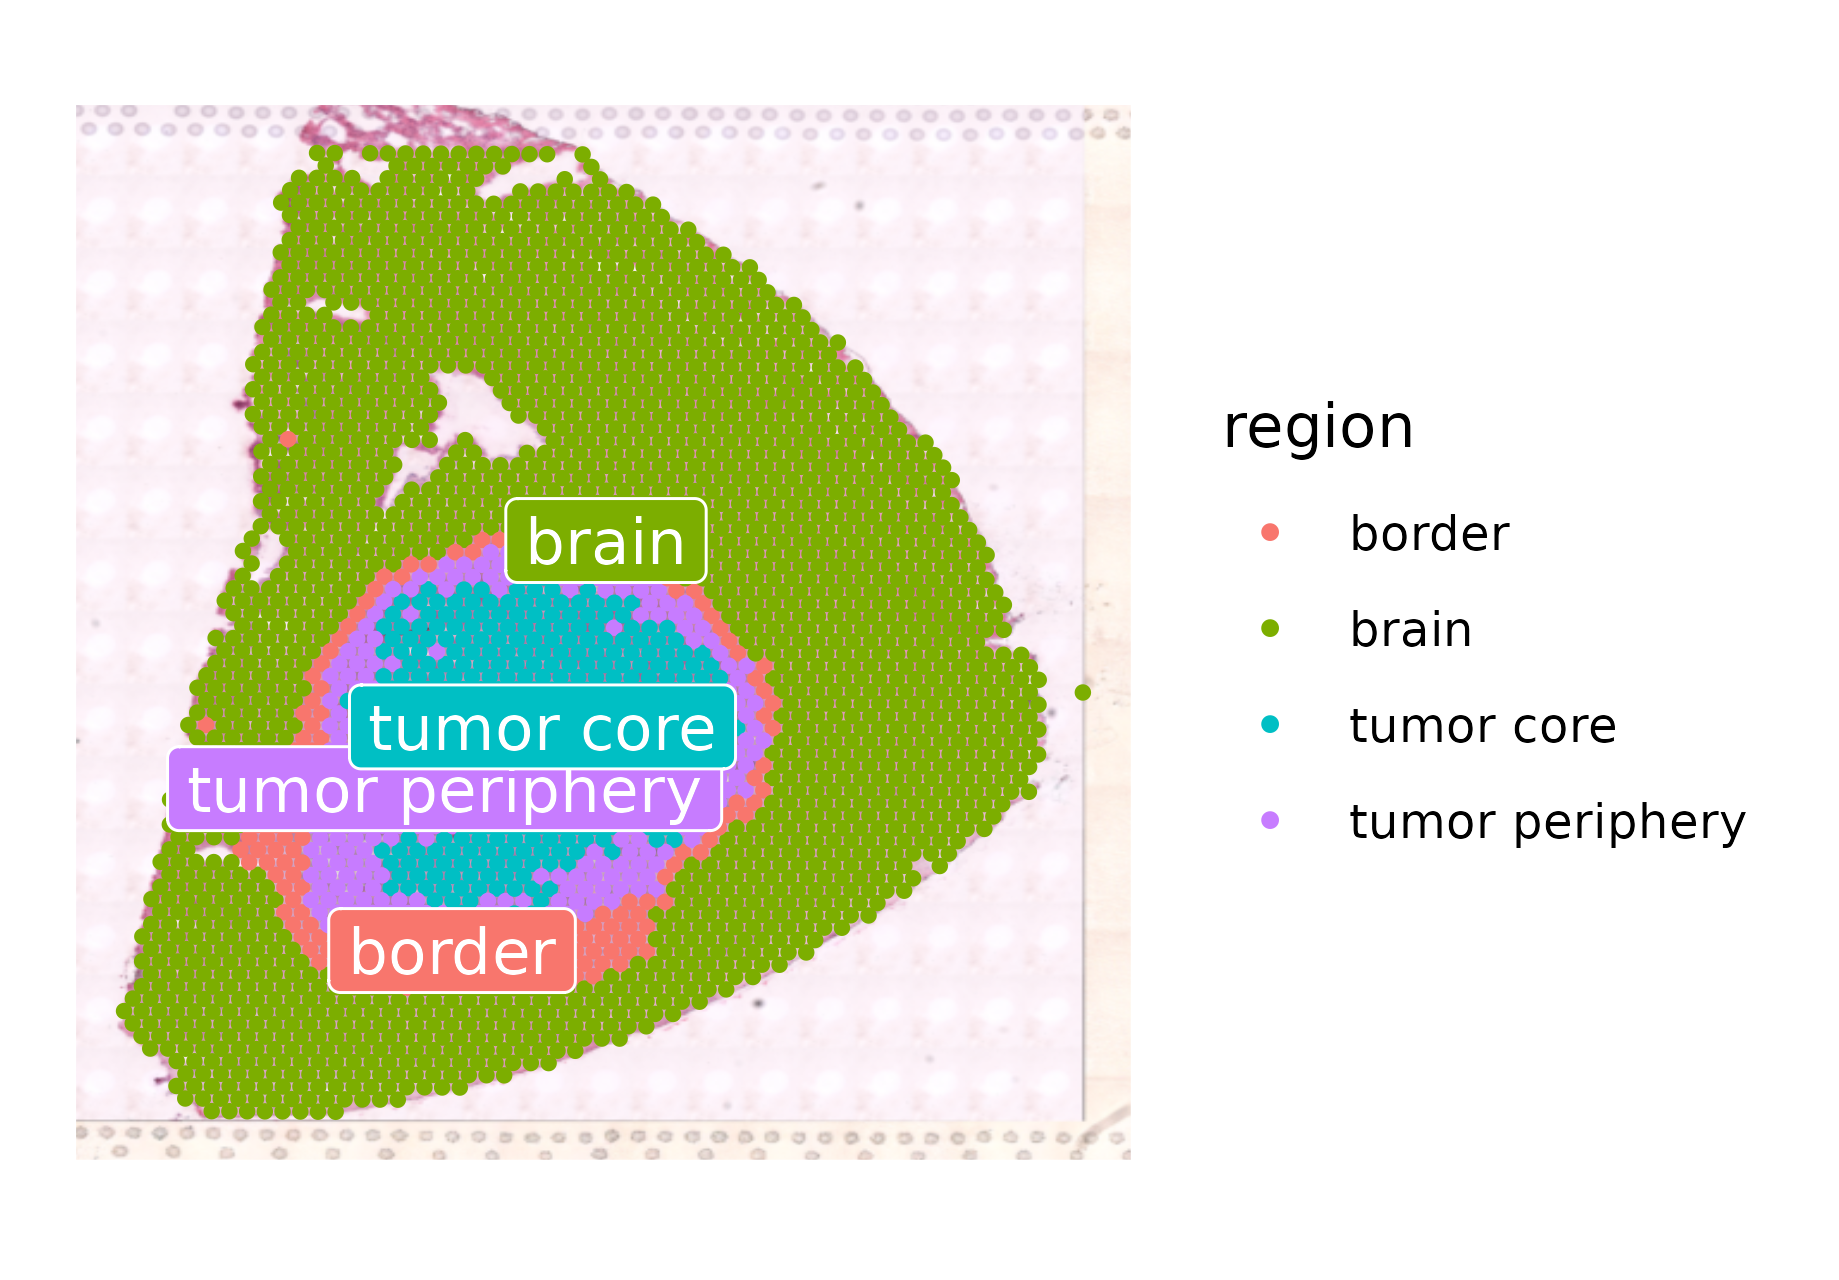 brain
tumor core
tumor periphery
border
region
border
brain
tumor core
tumor periphery